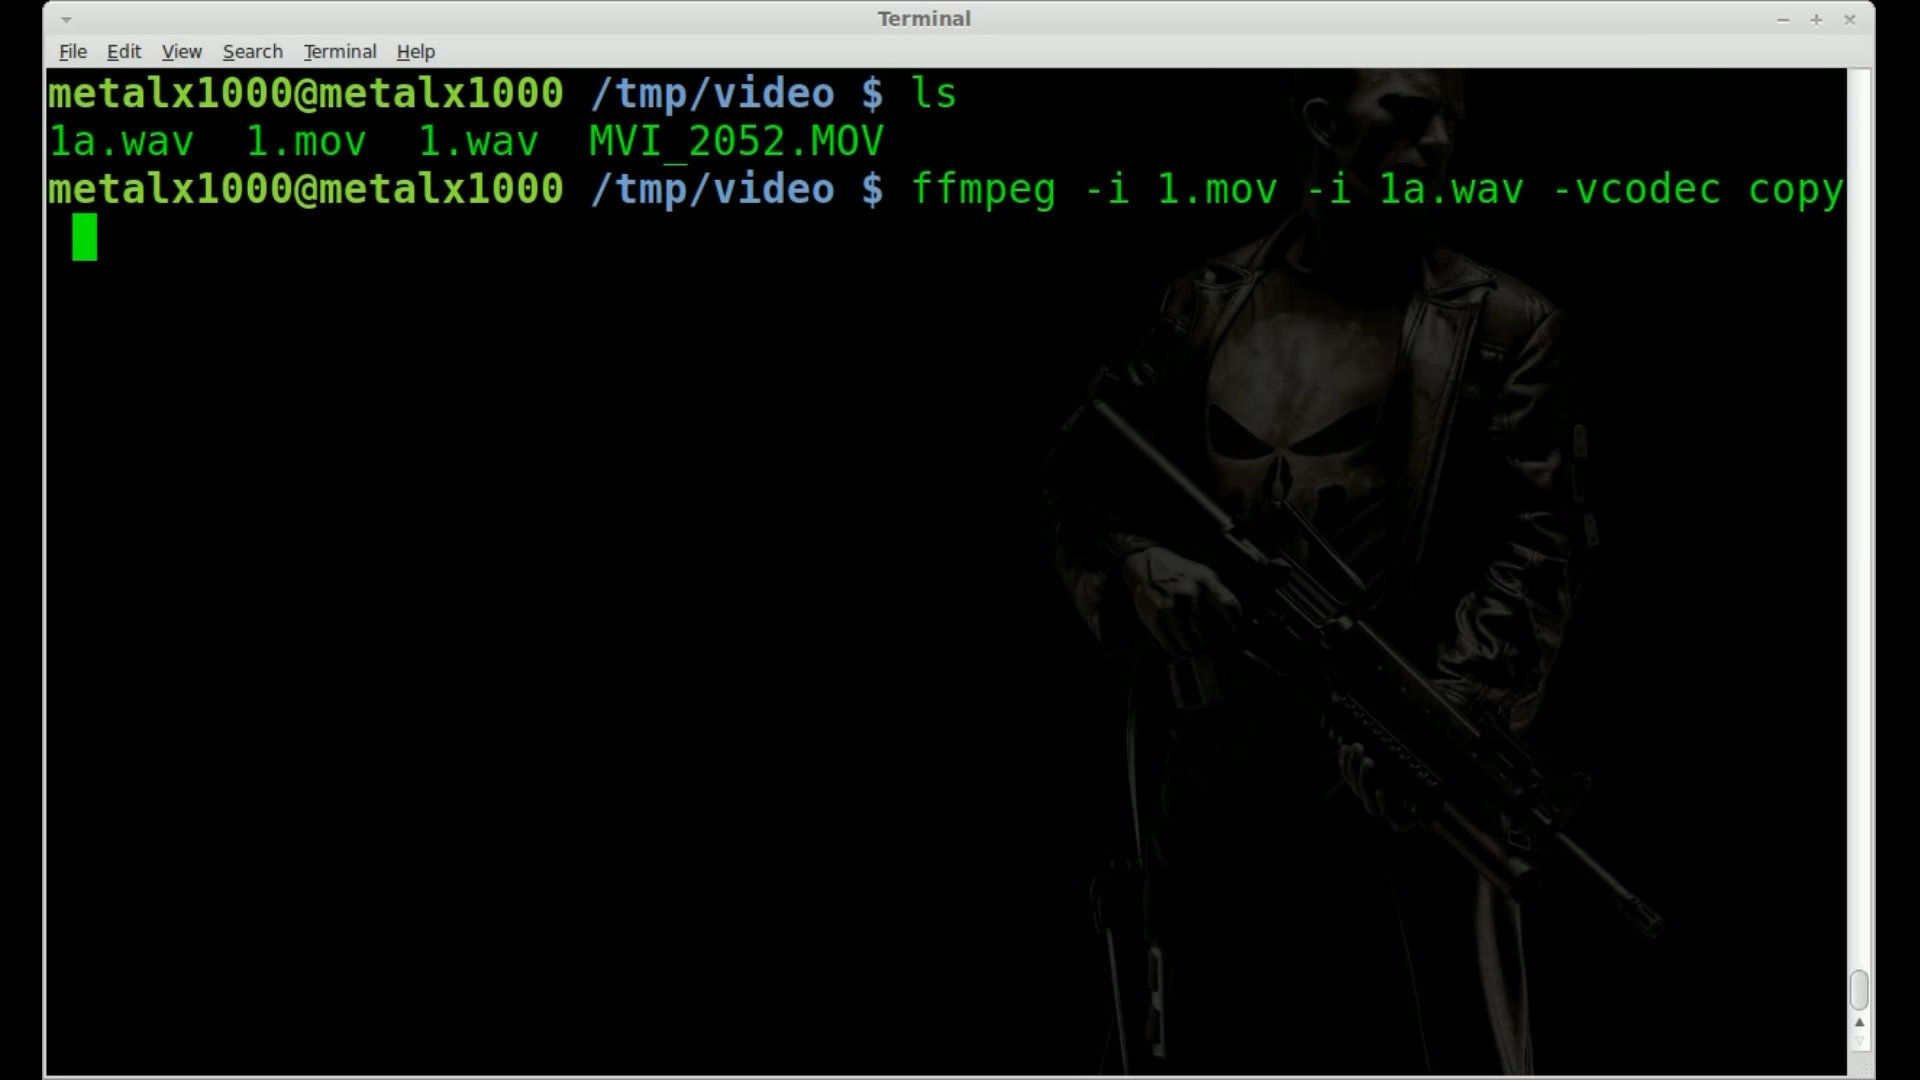 Terminal
File Edit View Search Terminal Help
metalx1000@metalx1000 /tmp/video $ ls
1a.wav 1.mov 1.wav MVI_2052.MOV
metalx1000@metalx1000 /tmp/video $ ffmpeg -i 1.mov -i 1a.wav -vcodec copy